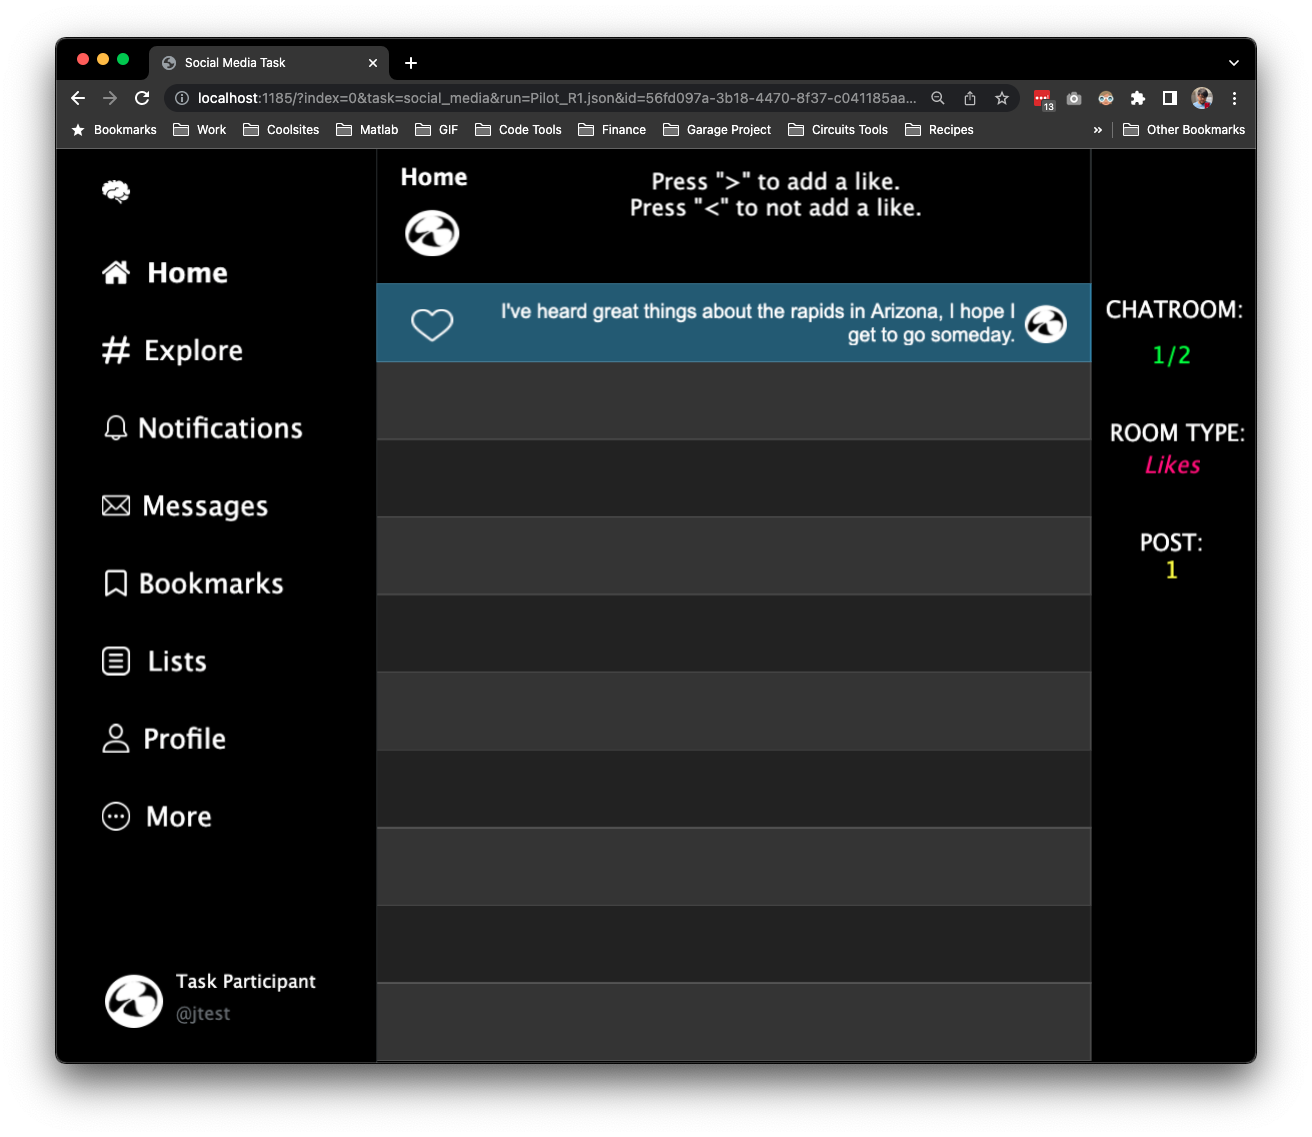 Social Media Task
localhost:1185/?index=0&task=social_media&run=Pilot_R1.json&id=56fd097a-3b18-4470-8f37-c041185aa...
13
Bookmarks Work Coolsites Matlab GIF Code Tools Finance Garage Project Circuits Tools Recipes » Other Bookmarks
Home
Explore
Notifications
Messages
Bookmarks
Lists
Profile
More
Task Participant
@jtest
Home
Press ">" to add a like.
Press "<" to not add a like.
I've heard great things about the rapids in Arizona, I hope I
get to go someday.
CHATROOM:
1/2
ROOM TYPE:
Likes
POST:
1